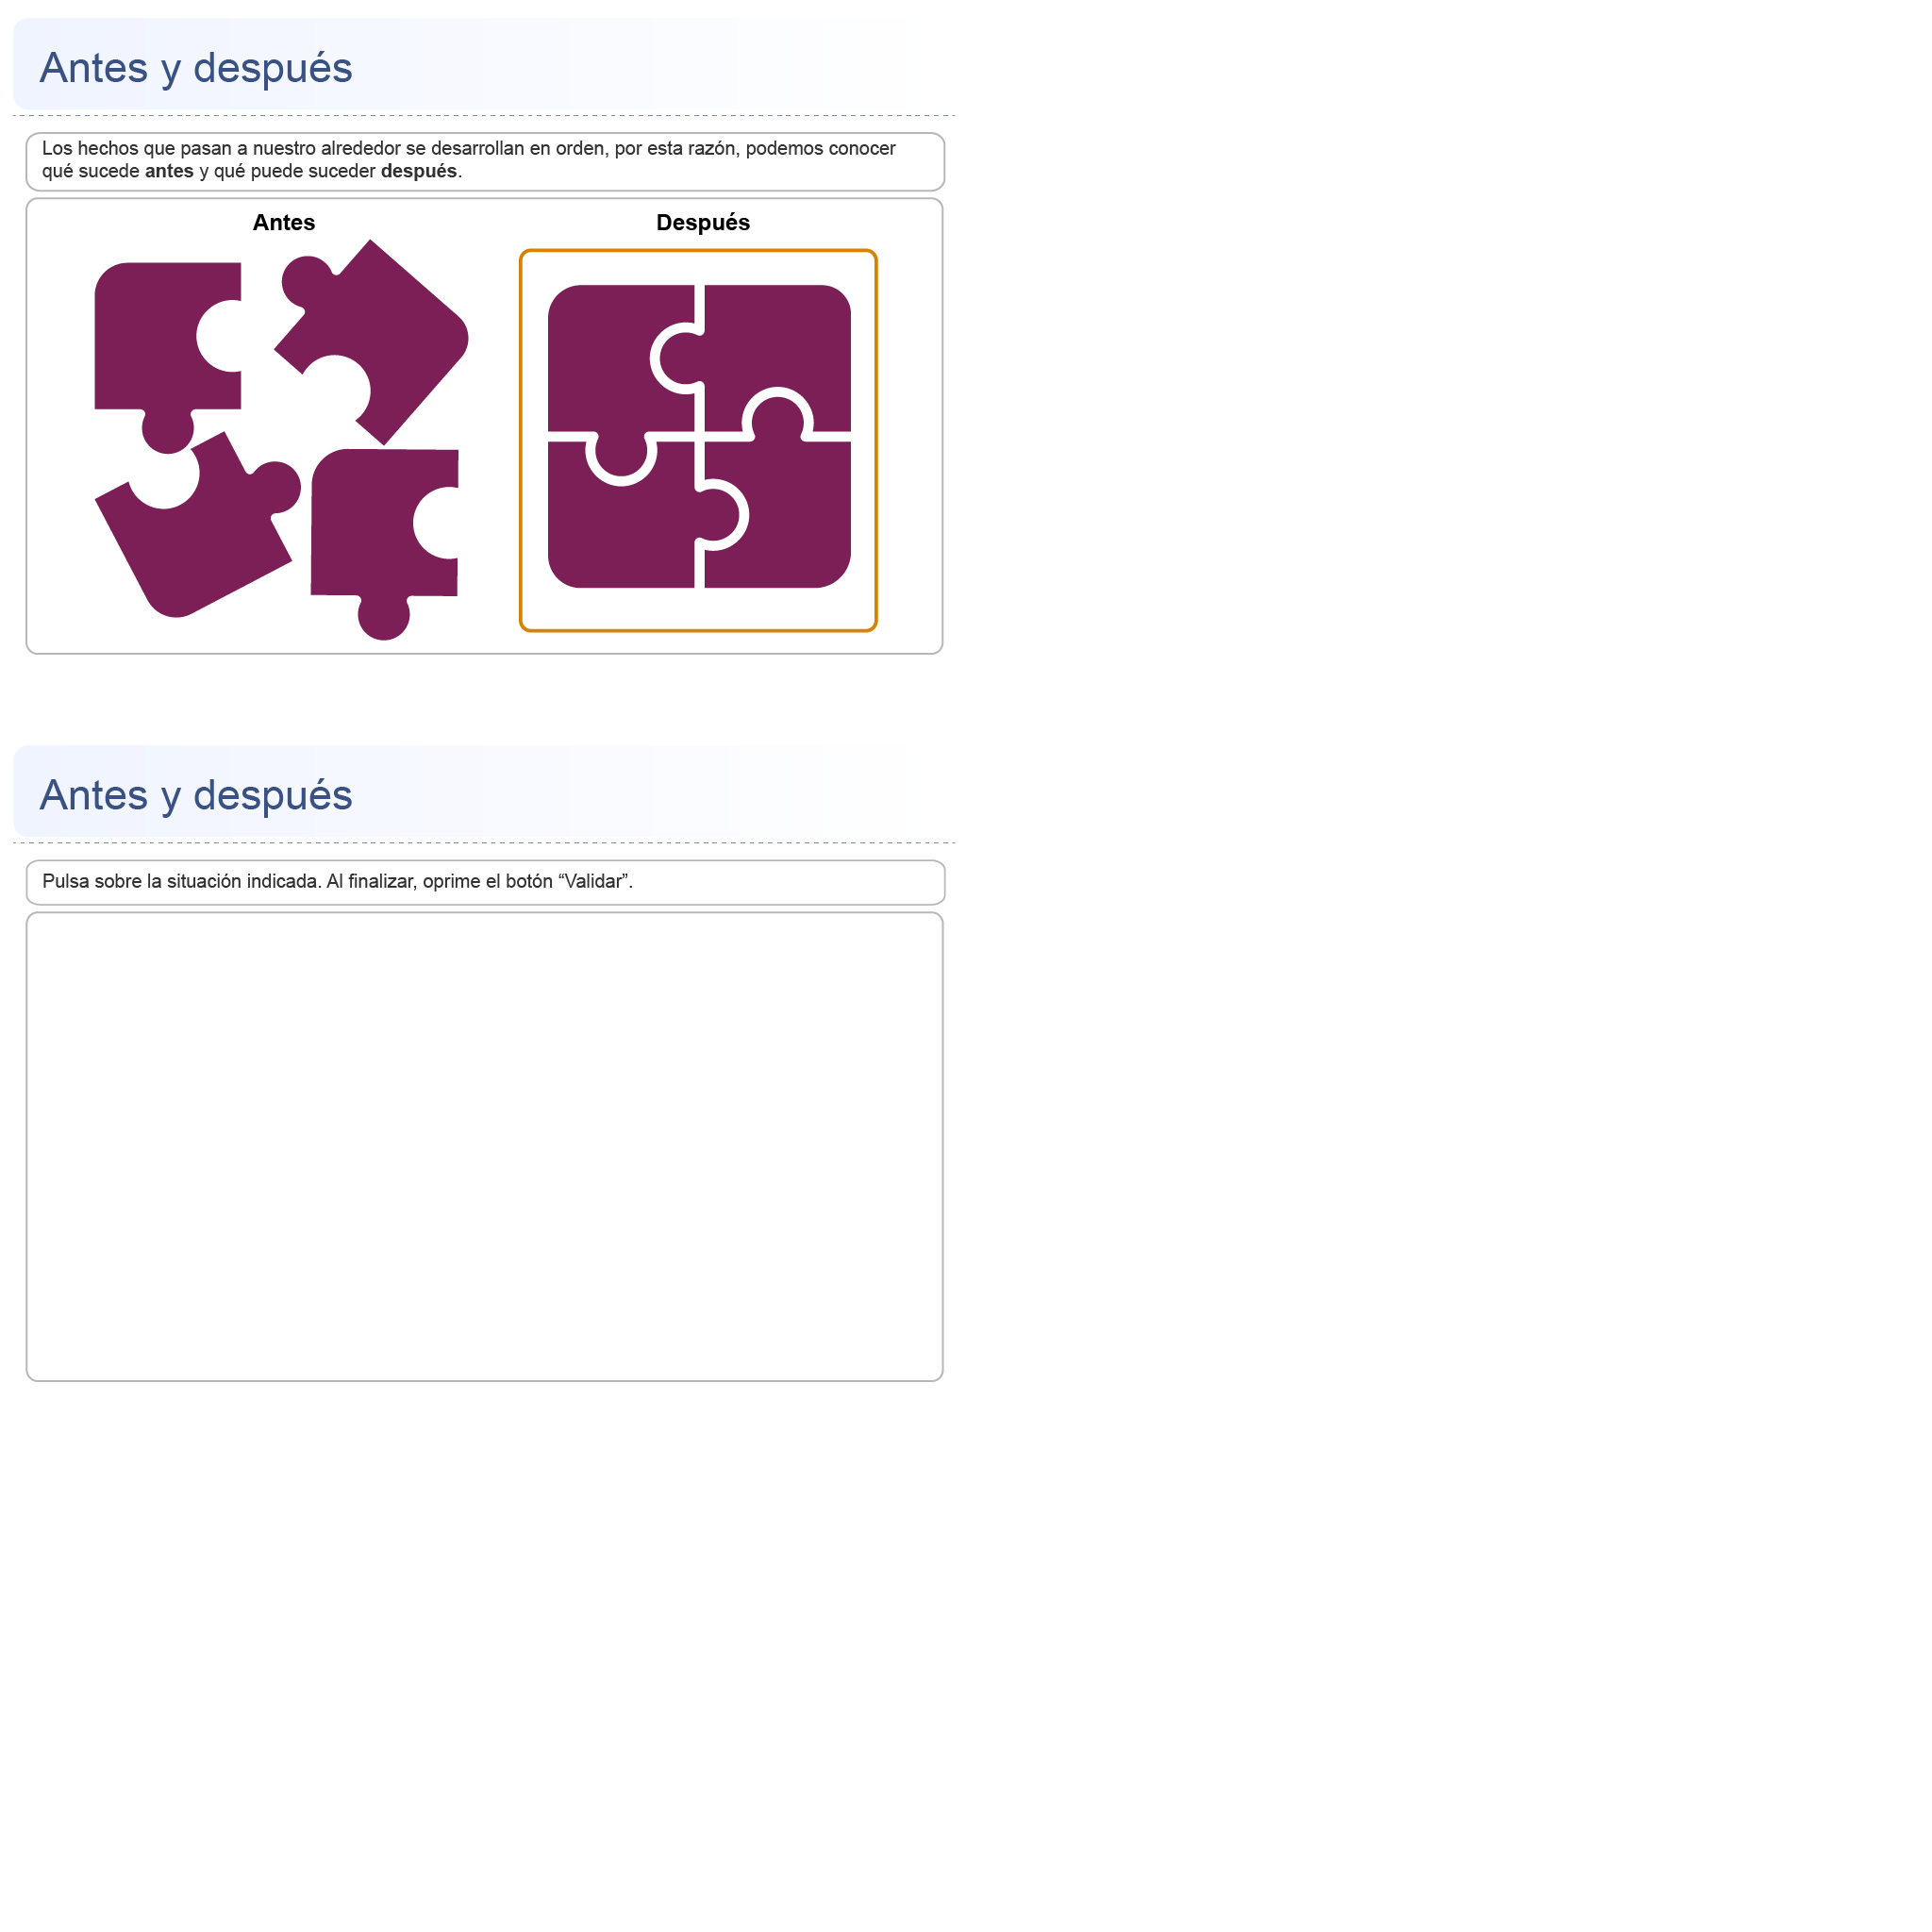 Antes y después
Los hechos que pasan a nuestro alrededor se desarrollan en orden, por esta razón, podemos conocer
qué sucede antes y qué puede suceder después.
Antes
Después
Antes y después
Pulsa sobre la situación indicada. Al finalizar, oprime el botón “Validar”.